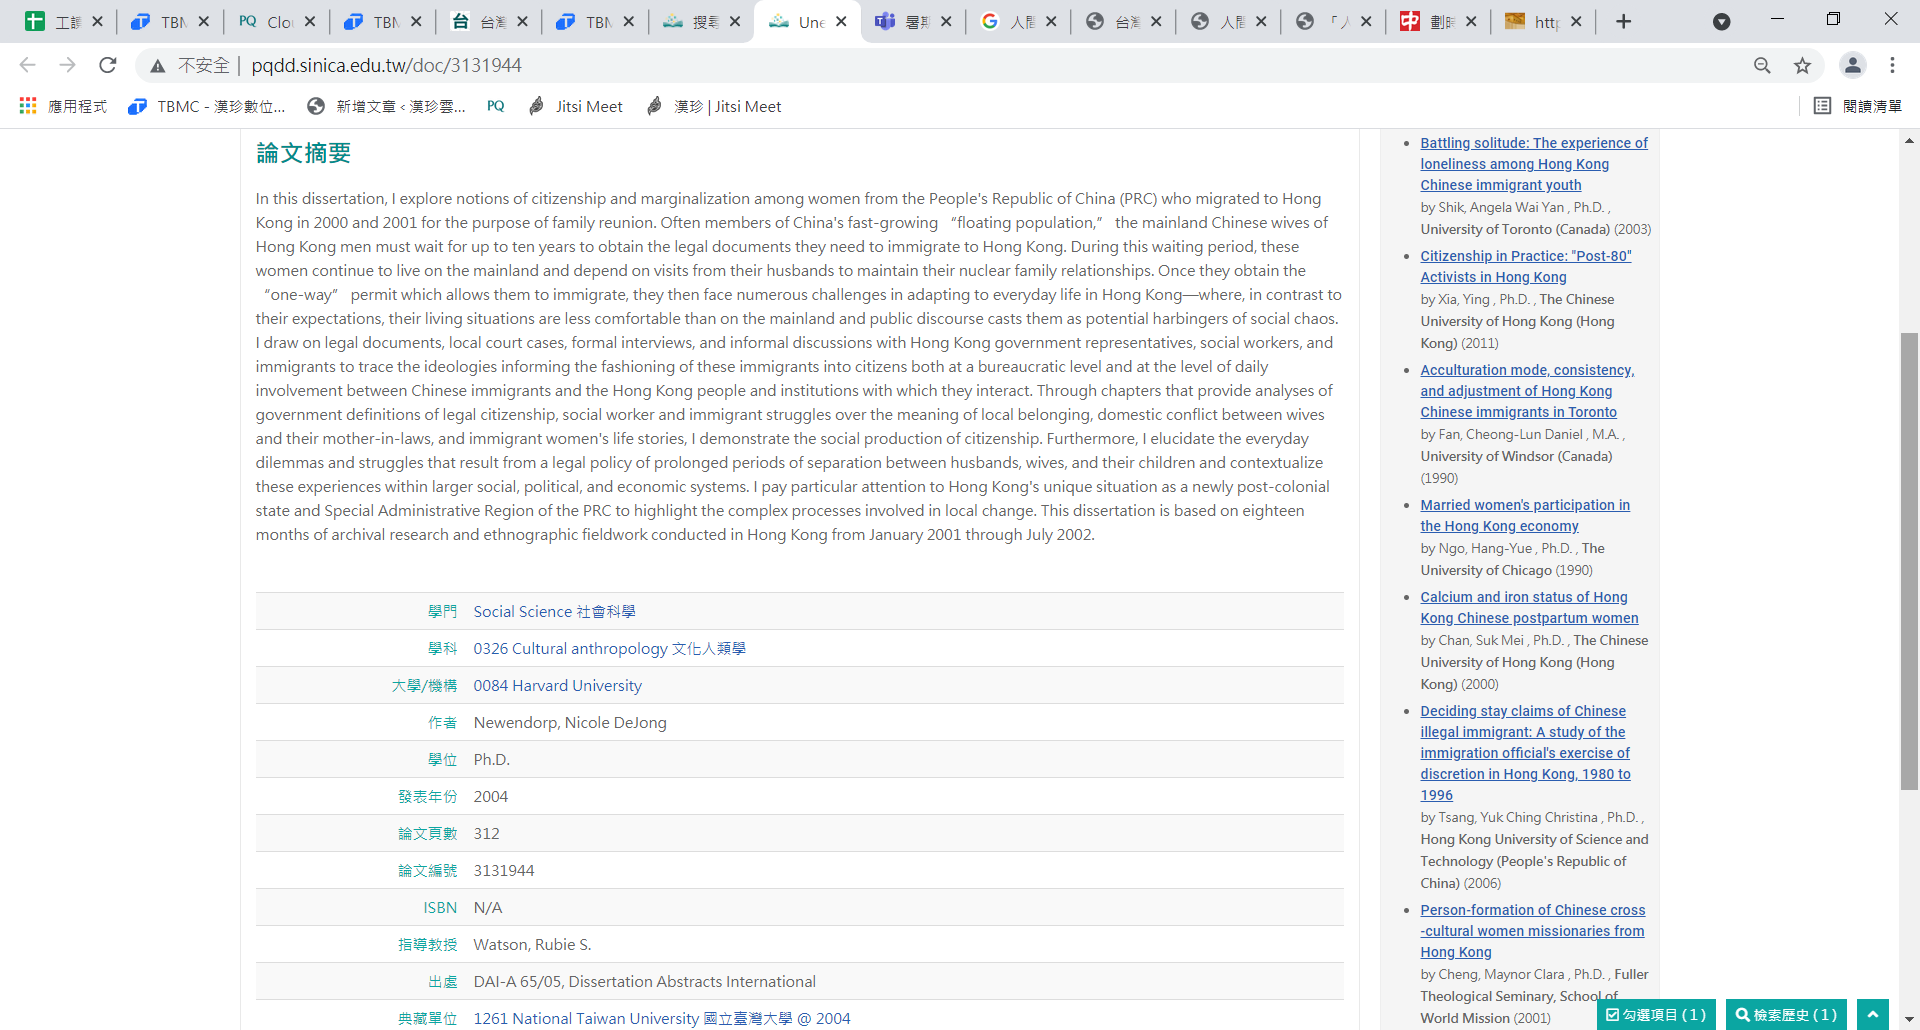 工課
TBM
PQ Clou
TBM
台 台灣
TBM
搜尋
Une
暑期
人間
台灣
人間
「人
中 劃時
http
不安全 | pqdd.sinica.edu.tw/doc/3131944
應用程式
TBMC - 漢珍數位...
新增文章 ‹ 漢珍雲...
PQ
Jitsi Meet
漢珍 | Jitsi Meet
閱讀清單
論文摘要
In this dissertation, I explore notions of citizenship and marginalization among women from the People's Republic of China (PRC) who migrated to Hong
Kong in 2000 and 2001 for the purpose of family reunion. Often members of China's fast-growing “floating population,” the mainland Chinese wives of
Hong Kong men must wait for up to ten years to obtain the legal documents they need to immigrate to Hong Kong. During this waiting period, these
women continue to live on the mainland and depend on visits from their husbands to maintain their nuclear family relationships. Once they obtain the
“one-way” permit which allows them to immigrate, they then face numerous challenges in adapting to everyday life in Hong Kong—where, in contrast to
their expectations, their living situations are less comfortable than on the mainland and public discourse casts them as potential harbingers of social chaos.
I draw on legal documents, local court cases, formal interviews, and informal discussions with Hong Kong government representatives, social workers, and
immigrants to trace the ideologies informing the fashioning of these immigrants into citizens both at a bureaucratic level and at the level of daily
involvement between Chinese immigrants and the Hong Kong people and institutions with which they interact. Through chapters that provide analyses of
government definitions of legal citizenship, social worker and immigrant struggles over the meaning of local belonging, domestic conflict between wives
and their mother-in-laws, and immigrant women's life stories, I demonstrate the social production of citizenship. Furthermore, I elucidate the everyday
dilemmas and struggles that result from a legal policy of prolonged periods of separation between husbands, wives, and their children and contextualize
these experiences within larger social, political, and economic systems. I pay particular attention to Hong Kong's unique situation as a newly post-colonial
state and Special Administrative Region of the PRC to highlight the complex processes involved in local change. This dissertation is based on eighteen
months of archival research and ethnographic fieldwork conducted in Hong Kong from January 2001 through July 2002.
學門 Social Science 社會科學
學科 0326 Cultural anthropology 文化人類學
大學/機構 0084 Harvard University
作者 Newendorp, Nicole DeJong
學位 Ph.D.
發表年份 2004
論文頁數 312
論文編號 3131944
ISBN N/A
指導教授 Watson, Rubie S.
出處 DAI-A 65/05, Dissertation Abstracts International
典藏單位 1261 National Taiwan University 國立臺灣大學 @ 2004
Battling solitude: The experience of
loneliness among Hong Kong
Chinese immigrant youth
by Shik, Angela Wai Yan , Ph.D. ,
University of Toronto (Canada) (2003)
Citizenship in Practice: "Post-80"
Activists in Hong Kong
by Xia, Ying , Ph.D. , The Chinese
University of Hong Kong (Hong
Kong) (2011)
Acculturation mode, consistency,
and adjustment of Hong Kong
Chinese immigrants in Toronto
by Fan, Cheong-Lun Daniel , M.A. ,
University of Windsor (Canada)
(1990)
Married women's participation in
the Hong Kong economy
by Ngo, Hang-Yue , Ph.D. , The
University of Chicago (1990)
Calcium and iron status of Hong
Kong Chinese postpartum women
by Chan, Suk Mei , Ph.D. , The Chinese
University of Hong Kong (Hong
Kong) (2000)
Deciding stay claims of Chinese
illegal immigrant: A study of the
immigration official's exercise of
discretion in Hong Kong, 1980 to
1996
by Tsang, Yuk Ching Christina , Ph.D. ,
Hong Kong University of Science and
Technology (People's Republic of
China) (2006)
Person-formation of Chinese cross
-cultural women missionaries from
Hong Kong
by Cheng, Maynor Clara , Ph.D. , Fuller
Theological Seminary, School of
World Mission (2001)
勾選項目 ( 1 )
檢索歷史 ( 1 )